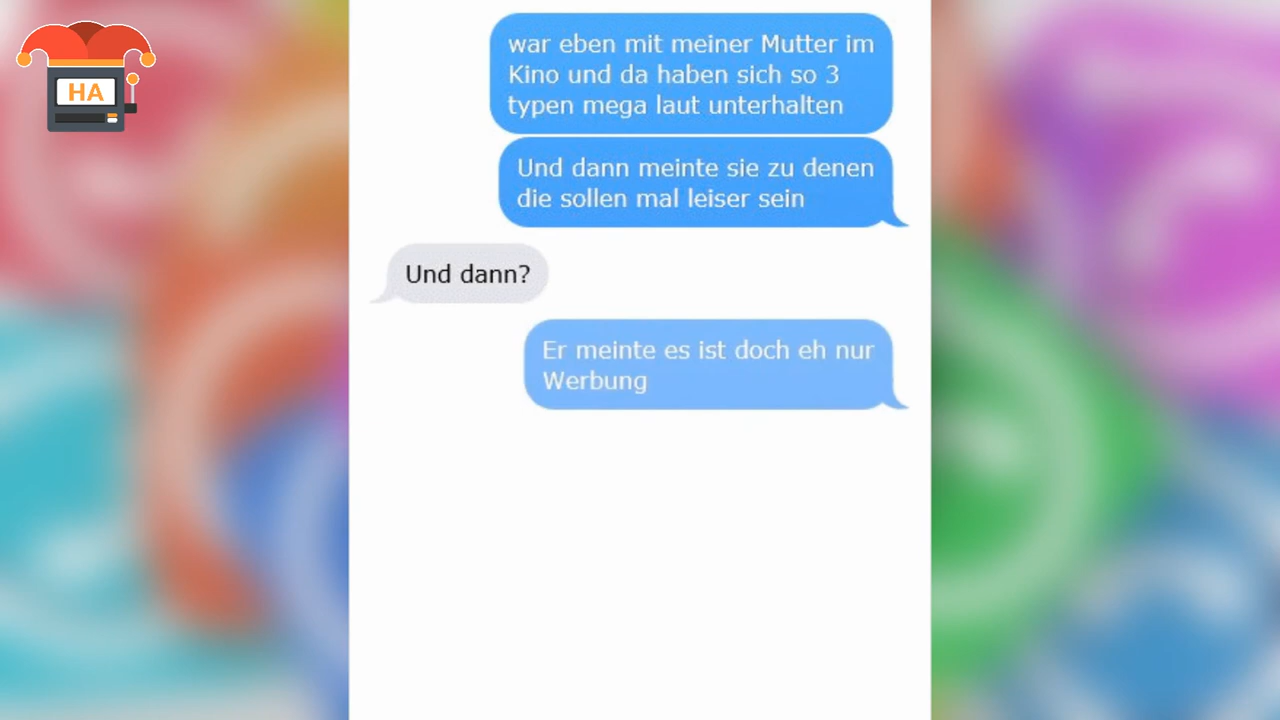 HA
war eben mit meiner Mutter im
Kino und da haben sich so 3
typen mega laut unterhalten
Und dann meinte sie zu denen
die sollen mal leiser sein
Und dann?
Er meinte es ist doch eh nur
Werbung